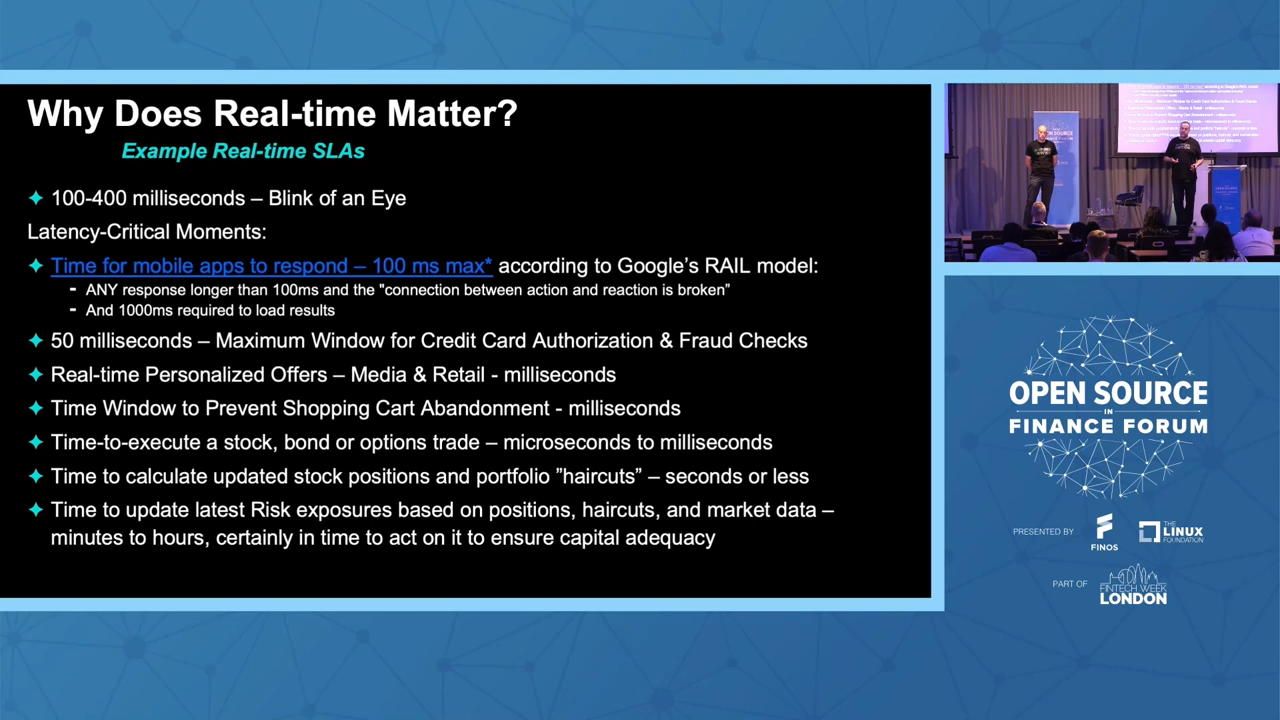 Why Does Real-time Matter?
Example Real-time SLAs
✦ 100-400 milliseconds – Blink of an Eye
Latency-Critical Moments:
✦ Time for mobile apps to respond – 100 ms max* according to Google's RAIL model:
- ANY response longer than 100ms and the "connection between action and reaction is broken"
- And 1000ms required to load results
✦ 50 milliseconds – Maximum Window for Credit Card Authorization & Fraud Checks
✦ Real-time Personalized Offers – Media & Retail - milliseconds
✦ Time Window to Prevent Shopping Cart Abandonment - milliseconds
✦ Time-to-execute a stock, bond or options trade – microseconds to milliseconds
✦ Time to calculate updated stock positions and portfolio ”haircuts” – seconds or less
✦ Time to update latest Risk exposures based on positions, haircuts, and market data –
minutes to hours, certainly in time to act on it to ensure capital adequacy
OPEN SOURCE
FINANCE FORUM
OPEN SOURCE
IN
FINANCE FORUM
PRESENTED BY
FINOS
THE
LINUX
FOUNDATION
PART OF
FINTECH WEEK
LONDON